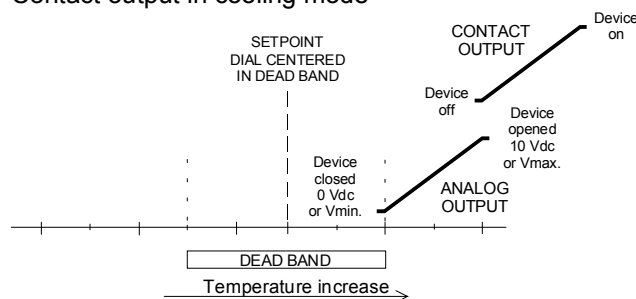 Contact output in cooling mode
SETPOINT
DIAL CENTERED
IN DEAD BAND
CONTACT
OUTPUT
Device
on
Device
off
Device
opened
10 Vdc
or Vmax.
Device
closed
0 Vdc
or Vmin.
ANALOG
OUTPUT
DEAD BAND
Temperature increase